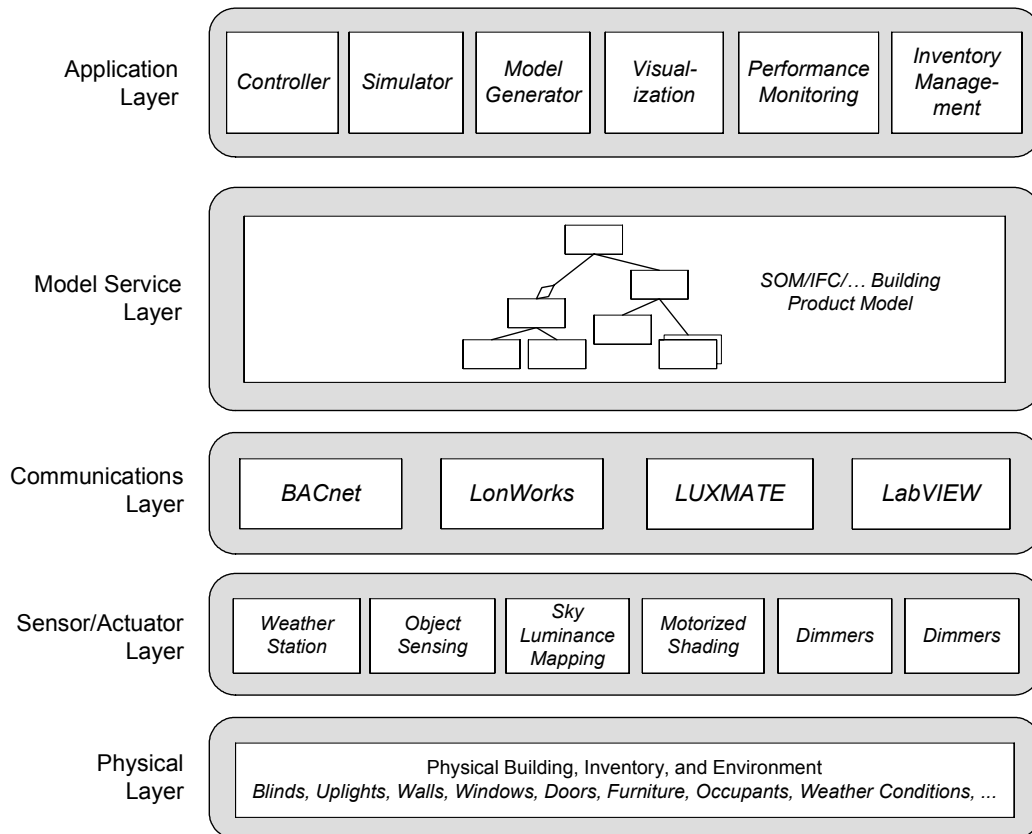 Application
Layer
Controller
Simulator
Model
Generator
Visual-
ization
Performance
Monitoring
Inventory
Manage-
ment
Model Service
Layer
SOM/IFC/… Building
Product Model
Communications
Layer
BACnet
LonWorks
LUXMATE
LabVIEW
Sensor/Actuator
Layer
Weather
Station
Object
Sensing
Sky
Luminance
Mapping
Motorized
Shading
Dimmers
Dimmers
Physical
Layer
Physical Building, Inventory, and Environment
Blinds, Uplights, Walls, Windows, Doors, Furniture, Occupants, Weather Conditions, ...